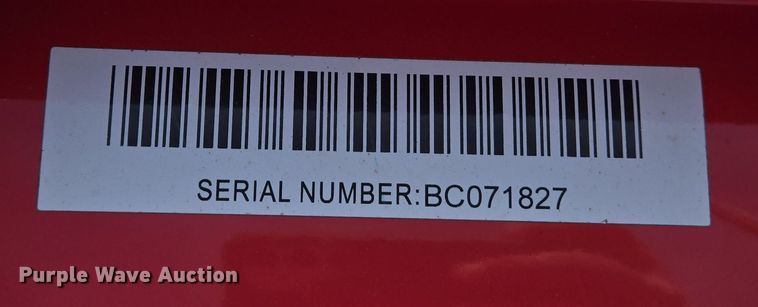 SERIAL NUMBER:BC071827
Purple Wave Auction